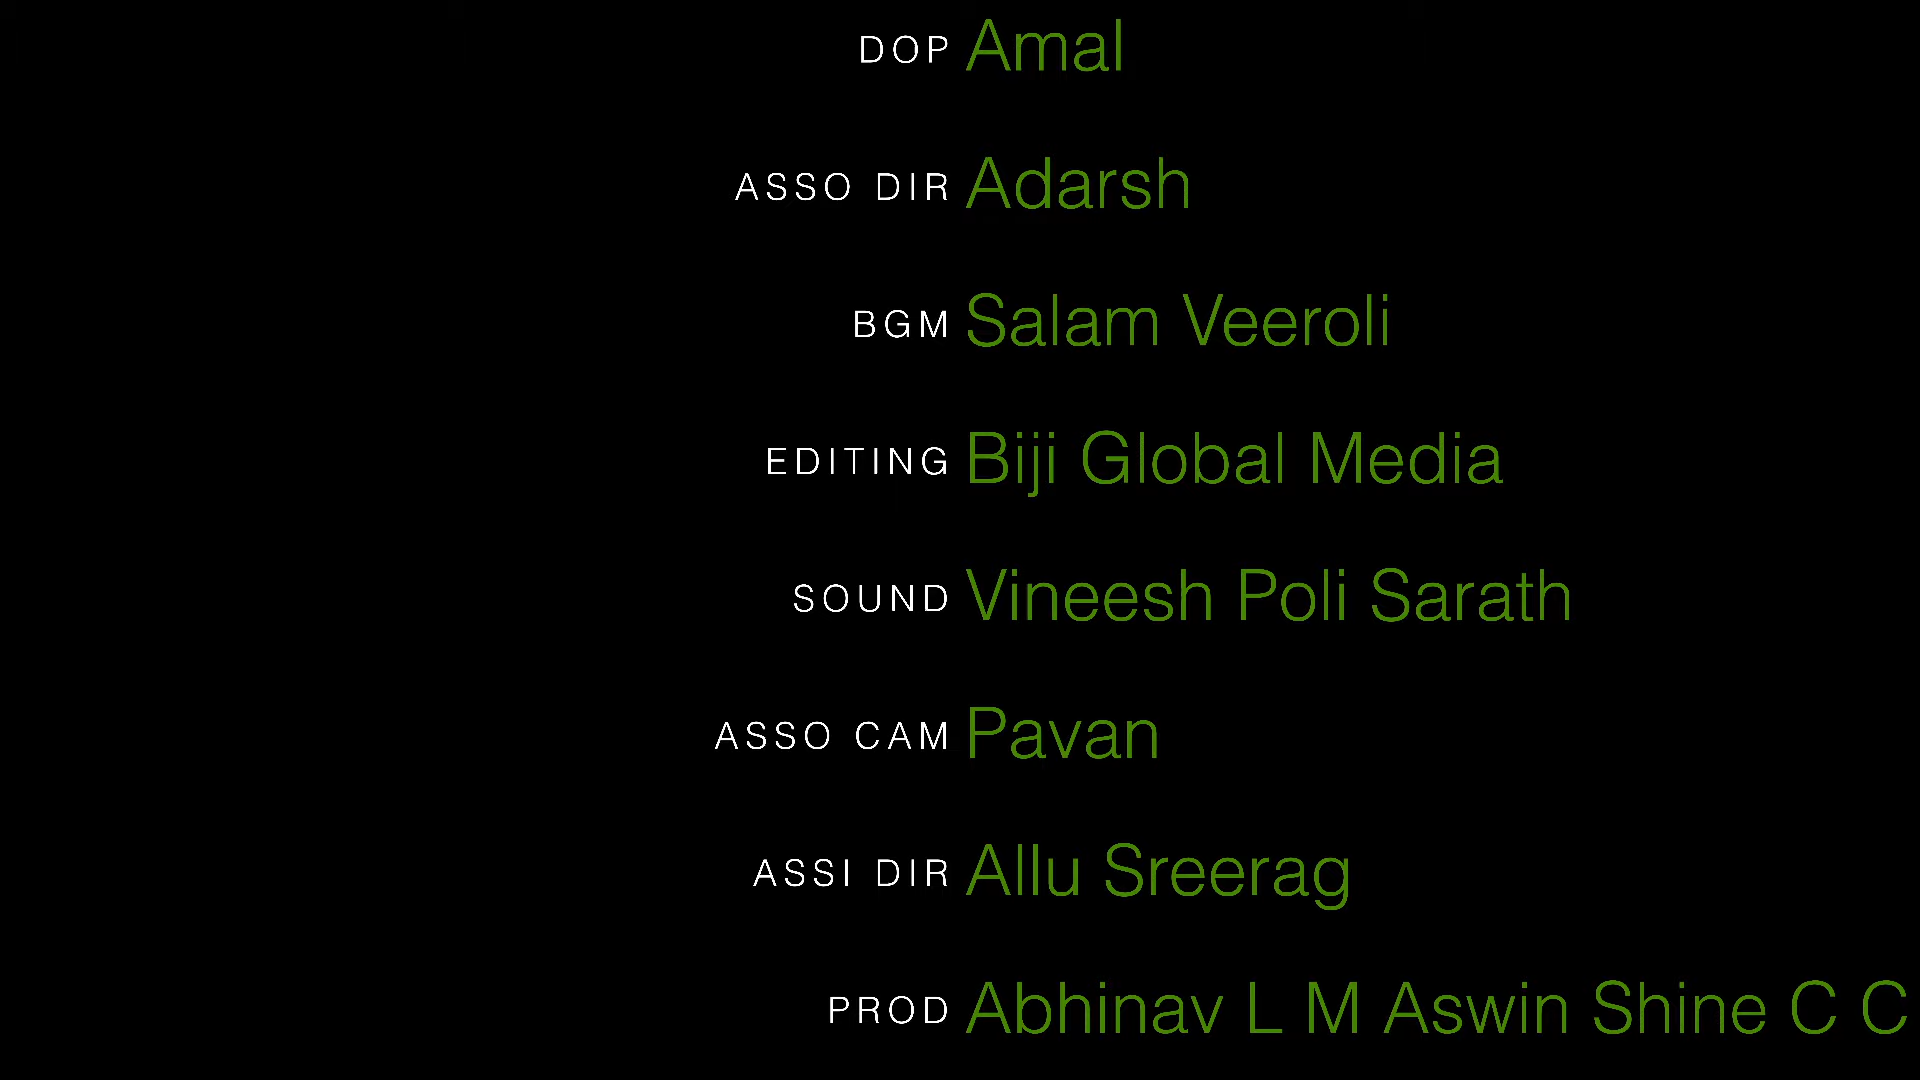 DOP Amal
ASSO DIR Adarsh
BGM Salam Veeroli
EDITING Biji Global Media
SOUND Vineesh Poli Sarath
ASSO CAM Pavan
ASSI DIR Allu Sreerag
PROD Abhinav L M Aswin Shine C C